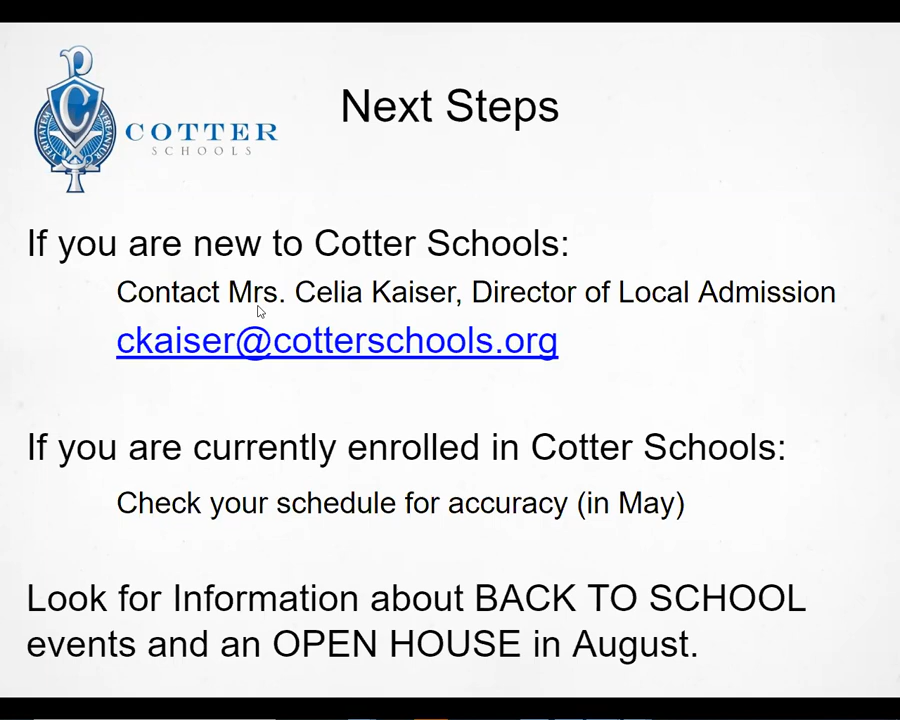 VERITATEM VERENANTUR
COTTER
SCHOOLS
Next Steps
If you are new to Cotter Schools:
Contact Mrs. Celia Kaiser, Director of Local Admission
ckaiser@cotterschools.org
If you are currently enrolled in Cotter Schools:
Check your schedule for accuracy (in May)
Look for Information about BACK TO SCHOOL
events and an OPEN HOUSE in August.